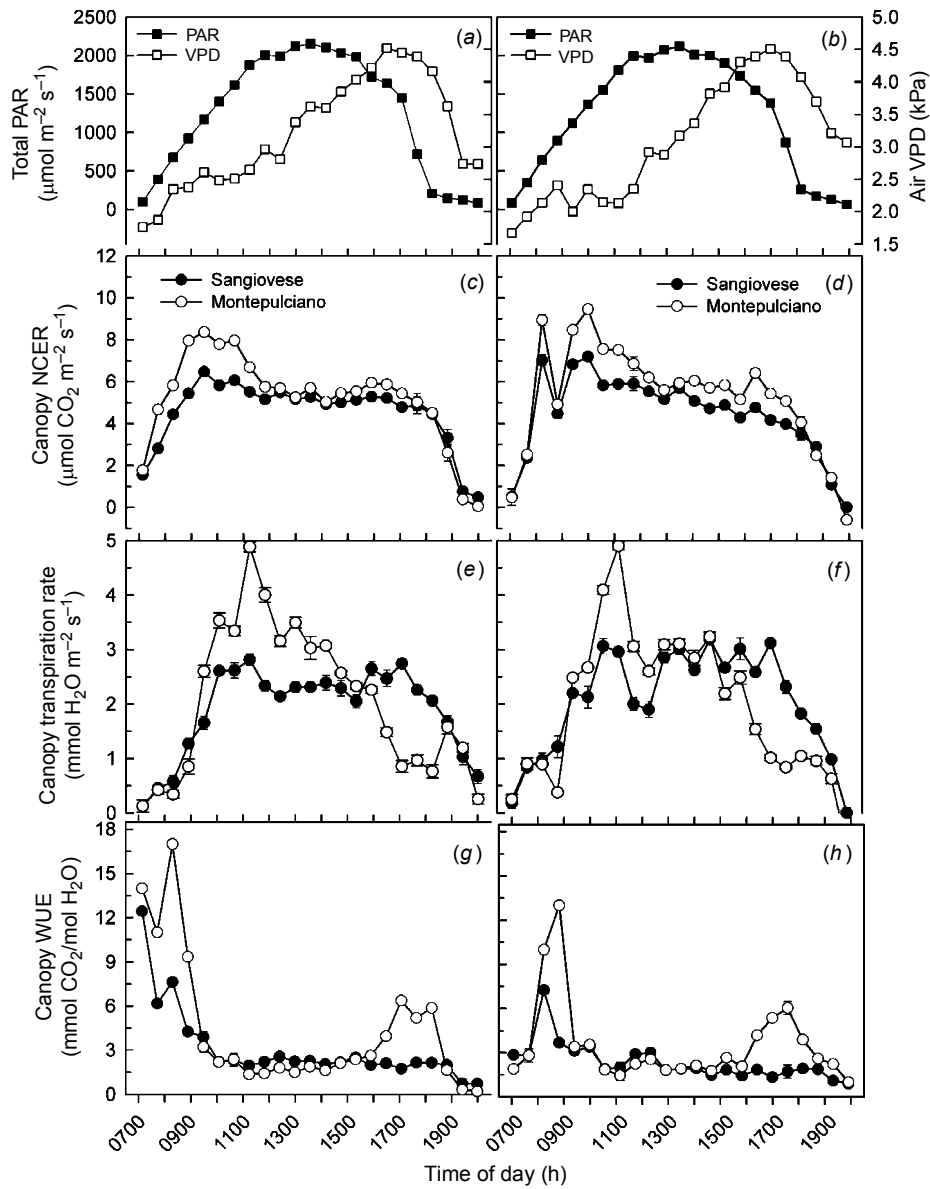 2500
2000
1500
1000
500
0
Total PAR
(μmol m⁻² s⁻¹)
PAR
VPD
(a)
PAR
VPD
(b)
5.0
4.5
4.0
3.5
3.0
2.5
2.0
1.5
Air VPD (kPa)
12
10
8
6
4
2
0
Canopy NCER
(μmol CO₂ m⁻² s⁻¹)
Sangiovese
Montepulciano
(c)
Sangiovese
Montepulciano
(d)
5
4
3
2
1
0
Canopy transpiration rate
(mmol H₂O m⁻² s⁻¹)
(e)
(f)
18
15
12
9
6
3
0
Canopy WUE
(mmol CO₂/mol H₂O)
(g)
(h)
0700
0900
1100
1300
1500
1700
1900
0700
0900
1100
1300
1500
1700
1900
Time of day (h)